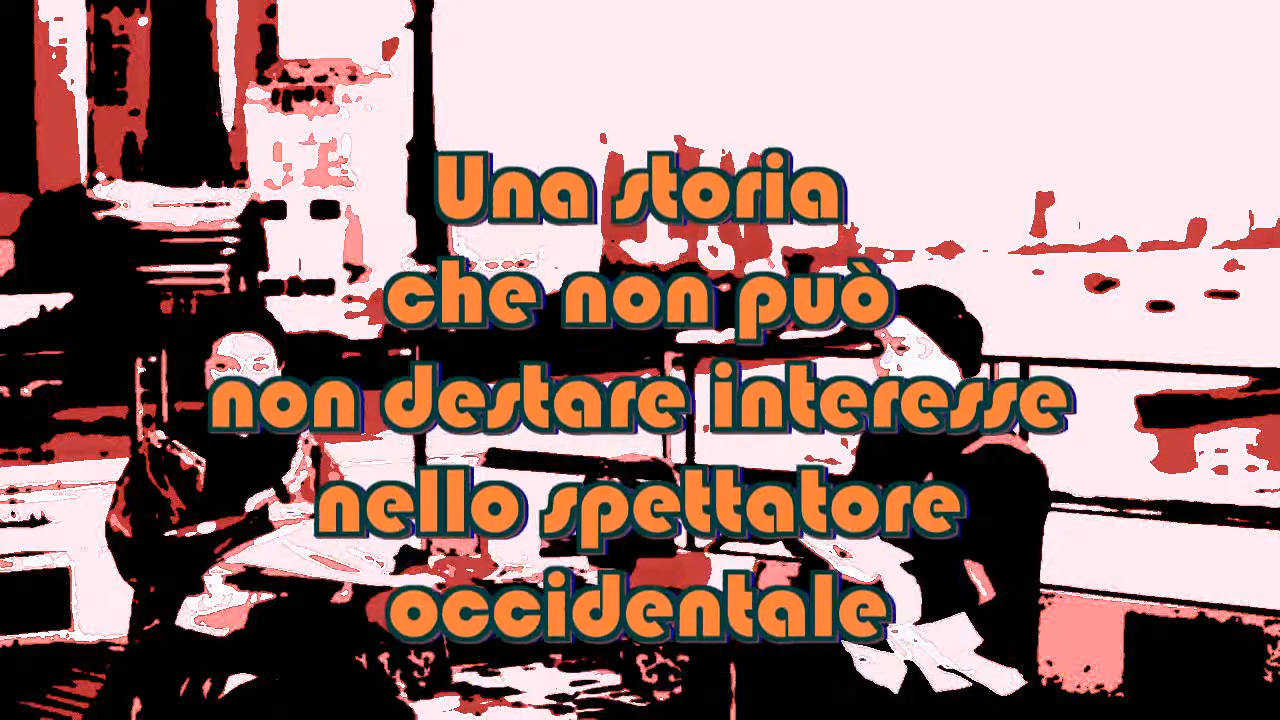 Una storia
che non può
non destare interesse
nello spettatore
occidentale